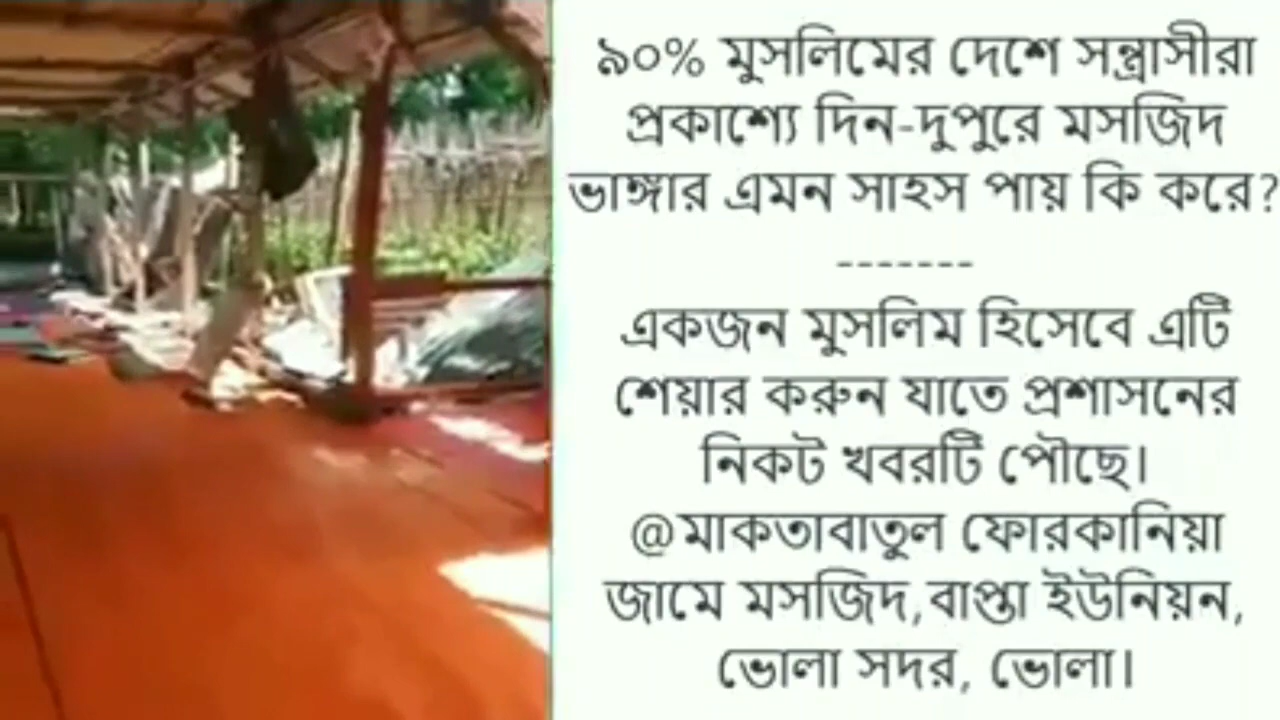 ৯০% মুসলিমের দেশে সন্ত্রাসীরা
প্রকাশ্যে দিন-দুপুরে মসজিদ
ভাঙ্গার এমন সাহস পায় কি করে?
-------
একজন মুসলিম হিসেবে এটি
শেয়ার করুন যাতে প্রশাসনের
নিকট খবরটি পৌছে।
@মাকতাবাতুল ফোরকানিয়া
জামে মসজিদ,বাপ্তা ইউনিয়ন,
ভোলা সদর, ভোলা।